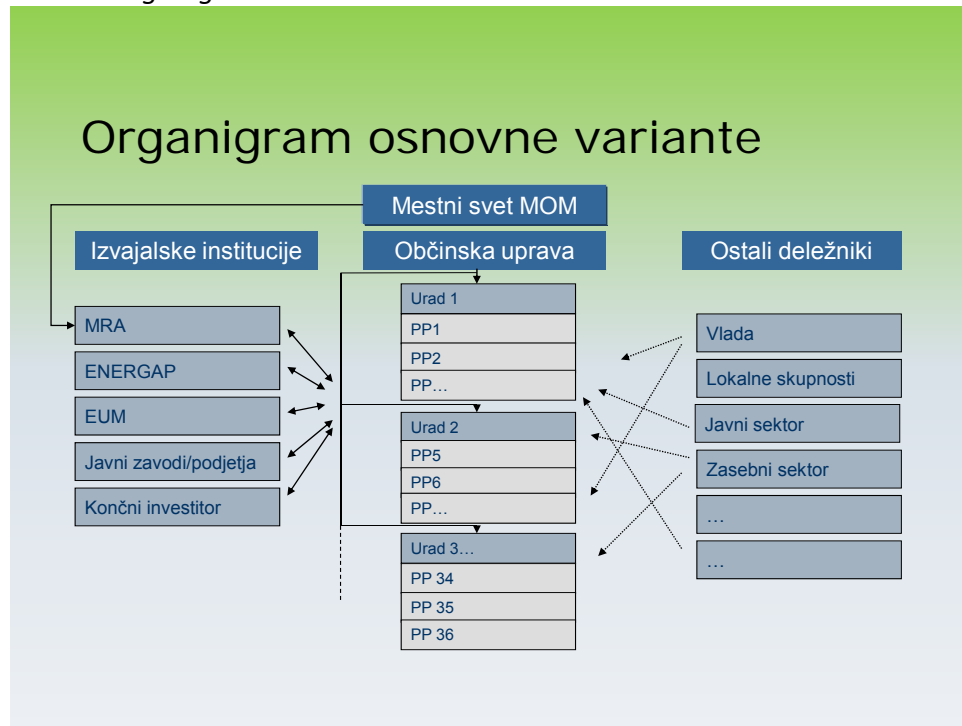 Organigram osnovne variante
Mestni svet MOM
Izvajalske institucije
Občinska uprava
Ostali deležniki
MRA
ENERGAP
EUM
Javni zavodi/podjetja
Končni investitor
Urad 1
PP1
PP2
PP…
Urad 2
PP5
PP6
PP…
Urad 3…
PP 34
PP 35
PP 36
Vlada
Lokalne skupnosti
Javni sektor
Zasebni sektor
…
…